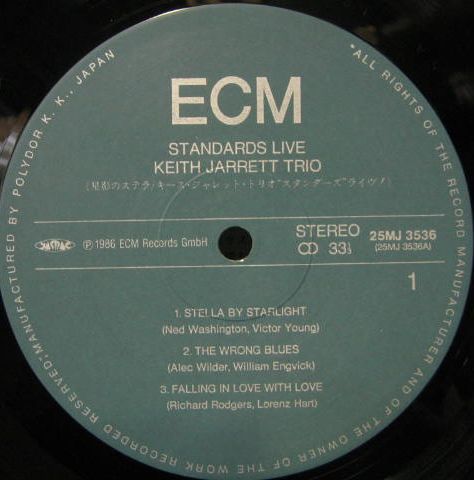 ECM
STANDARDS LIVE
KEITH JARRETT TRIO
(星影のステラ/キース・ジャレット・トリオ"スタンダーズ"ライヴ!)
℗ 1986 ECM Records GmbH
STEREO
33⅓
25MJ 3536
(25MJ 3536A)
1
1. STELLA BY STARLIGHT
(Ned Washington, Victor Young)
2. THE WRONG BLUES
(Alec Wilder, William Engvick)
3. FALLING IN LOVE WITH LOVE
(Richard Rodgers, Lorenz Hart)
"ALL RIGHTS OF THE RECORD MANUFACTURER AND OF THE OWNER OF THE WORK RECORDED RESERVED; MANUFACTURED BY POLYDOR K. K., JAPAN